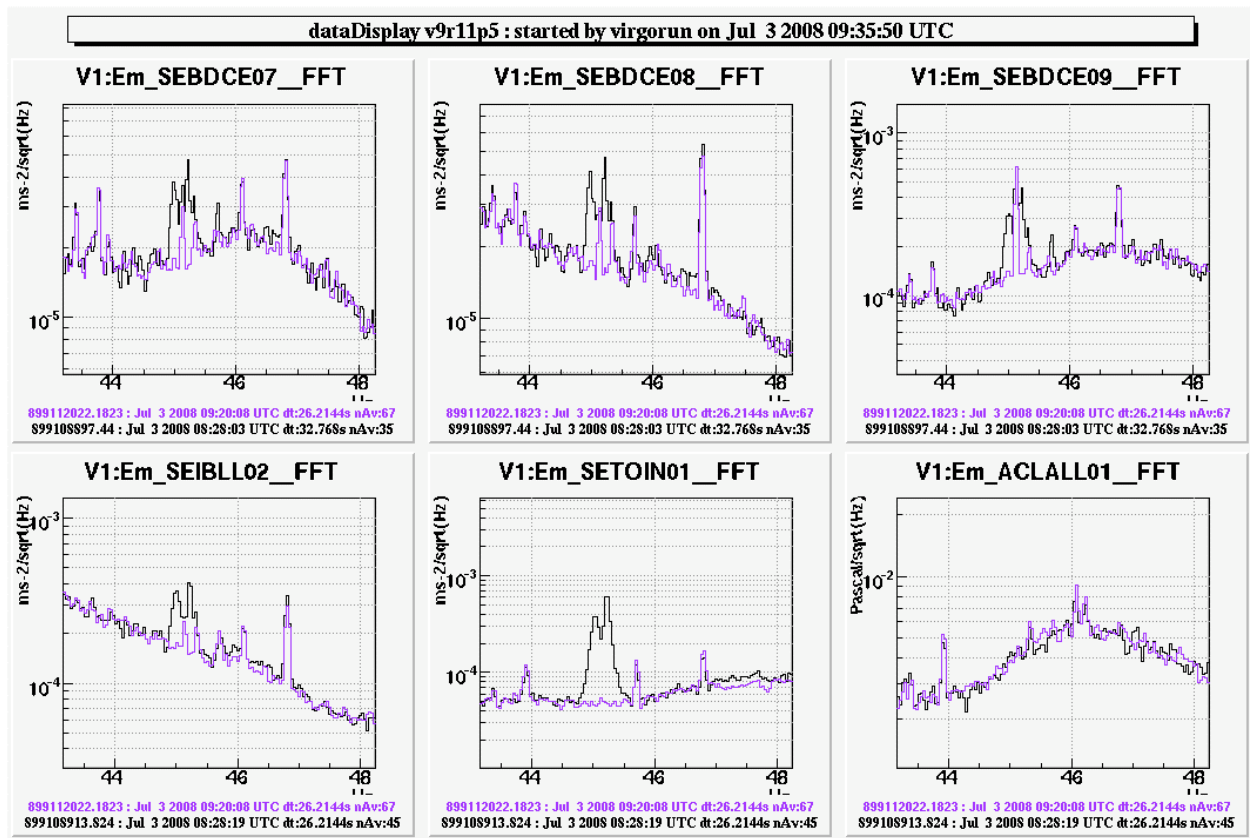 dataDisplay v9r11p5 : started by virgorun on Jul 3 2008 09:35:50 UTC
V1:Em_SEBDCE07__FFT
ms-2/sqrt(Hz)
10-5
44 46 48
899112022.1823 : Jul 3 2008 09:20:08 UTC dt:26.2144s nAv:67
899108897.44 : Jul 3 2008 08:28:03 UTC dt:32.768s nAv:35
V1:Em_SEBDCE08__FFT
ms-2/sqrt(Hz)
10-5
44 46 48
899112022.1823 : Jul 3 2008 09:20:08 UTC dt:26.2144s nAv:67
899108897.44 : Jul 3 2008 08:28:03 UTC dt:32.768s nAv:35
V1:Em_SEBDCE09__FFT
ms-2/sqrt(Hz)
10-3
10-4
44 46 48
899112022.1823 : Jul 3 2008 09:20:08 UTC dt:26.2144s nAv:67
899108897.44 : Jul 3 2008 08:28:03 UTC dt:32.768s nAv:35
V1:Em_SEIBLL02__FFT
ms-2/sqrt(Hz)
10-3
10-4
44 46 48
899112022.1823 : Jul 3 2008 09:20:08 UTC dt:26.2144s nAv:67
899108913.824 : Jul 3 2008 08:28:19 UTC dt:26.2144s nAv:45
V1:Em_SETOIN01__FFT
ms-2/sqrt(Hz)
10-3
10-4
44 46 48
899112022.1823 : Jul 3 2008 09:20:08 UTC dt:26.2144s nAv:67
899108913.824 : Jul 3 2008 08:28:19 UTC dt:26.2144s nAv:45
V1:Em_ACLALL01__FFT
Pascal/sqrt(Hz)
10-2
44 46 48
899112022.1823 : Jul 3 2008 09:20:08 UTC dt:26.2144s nAv:67
899108913.824 : Jul 3 2008 08:28:19 UTC dt:26.2144s nAv:45